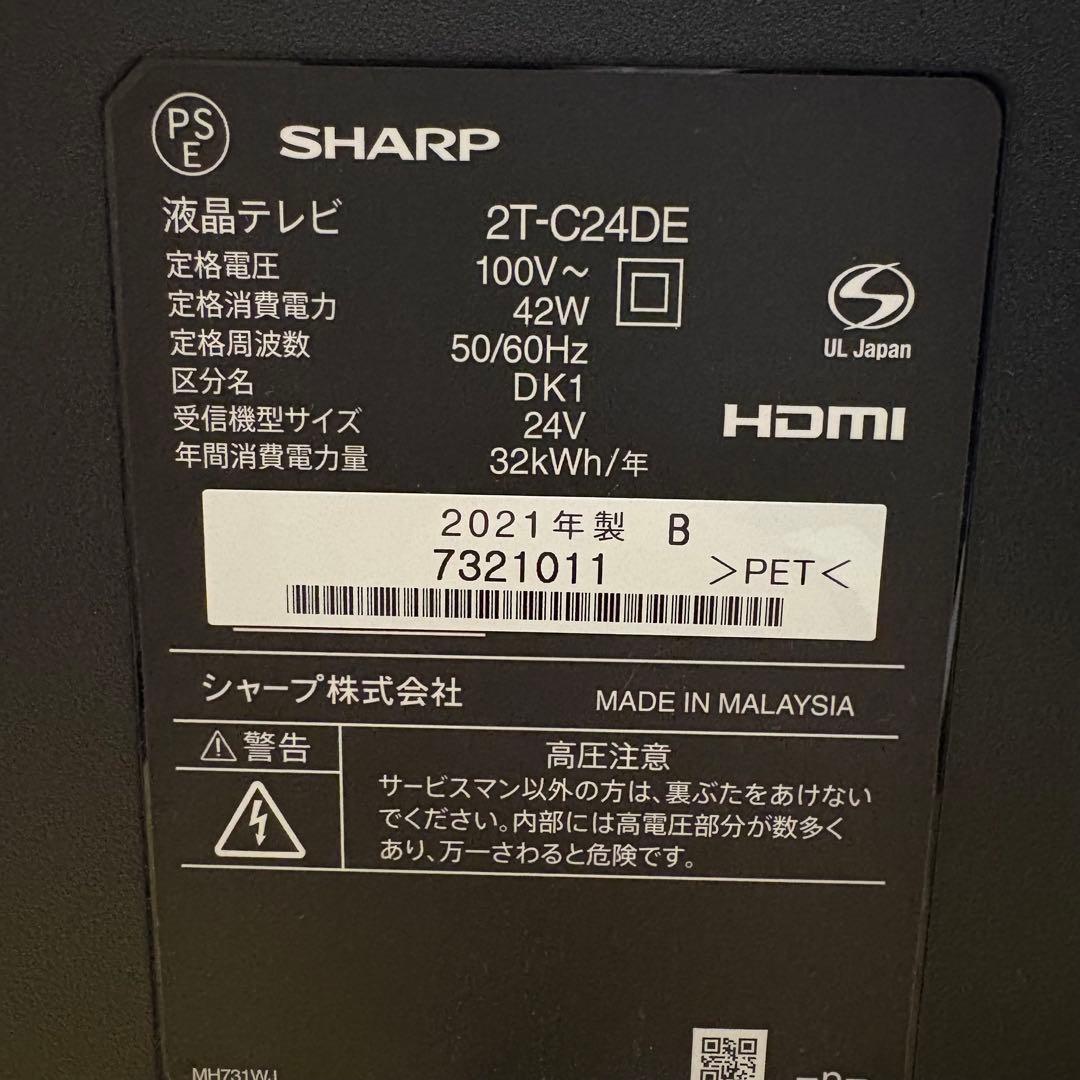 PS
E
SHARP
液晶テレビ 2T-C24DE
定格電圧 100V～
定格消費電力 42W
定格周波数 50/60Hz
区分名 DK1
受信機型サイズ 24V
年間消費電力量 32kWh/年
UL Japan
HDMI
2021年製 B
7321011 >PET<
シャープ株式会社 MADE IN MALAYSIA
警告
高圧注意
サービスマン以外の方は、裏ぶたをあけない
でください。内部には高電圧部分が数多く
あり、万一さわると危険です。
MH731WJ